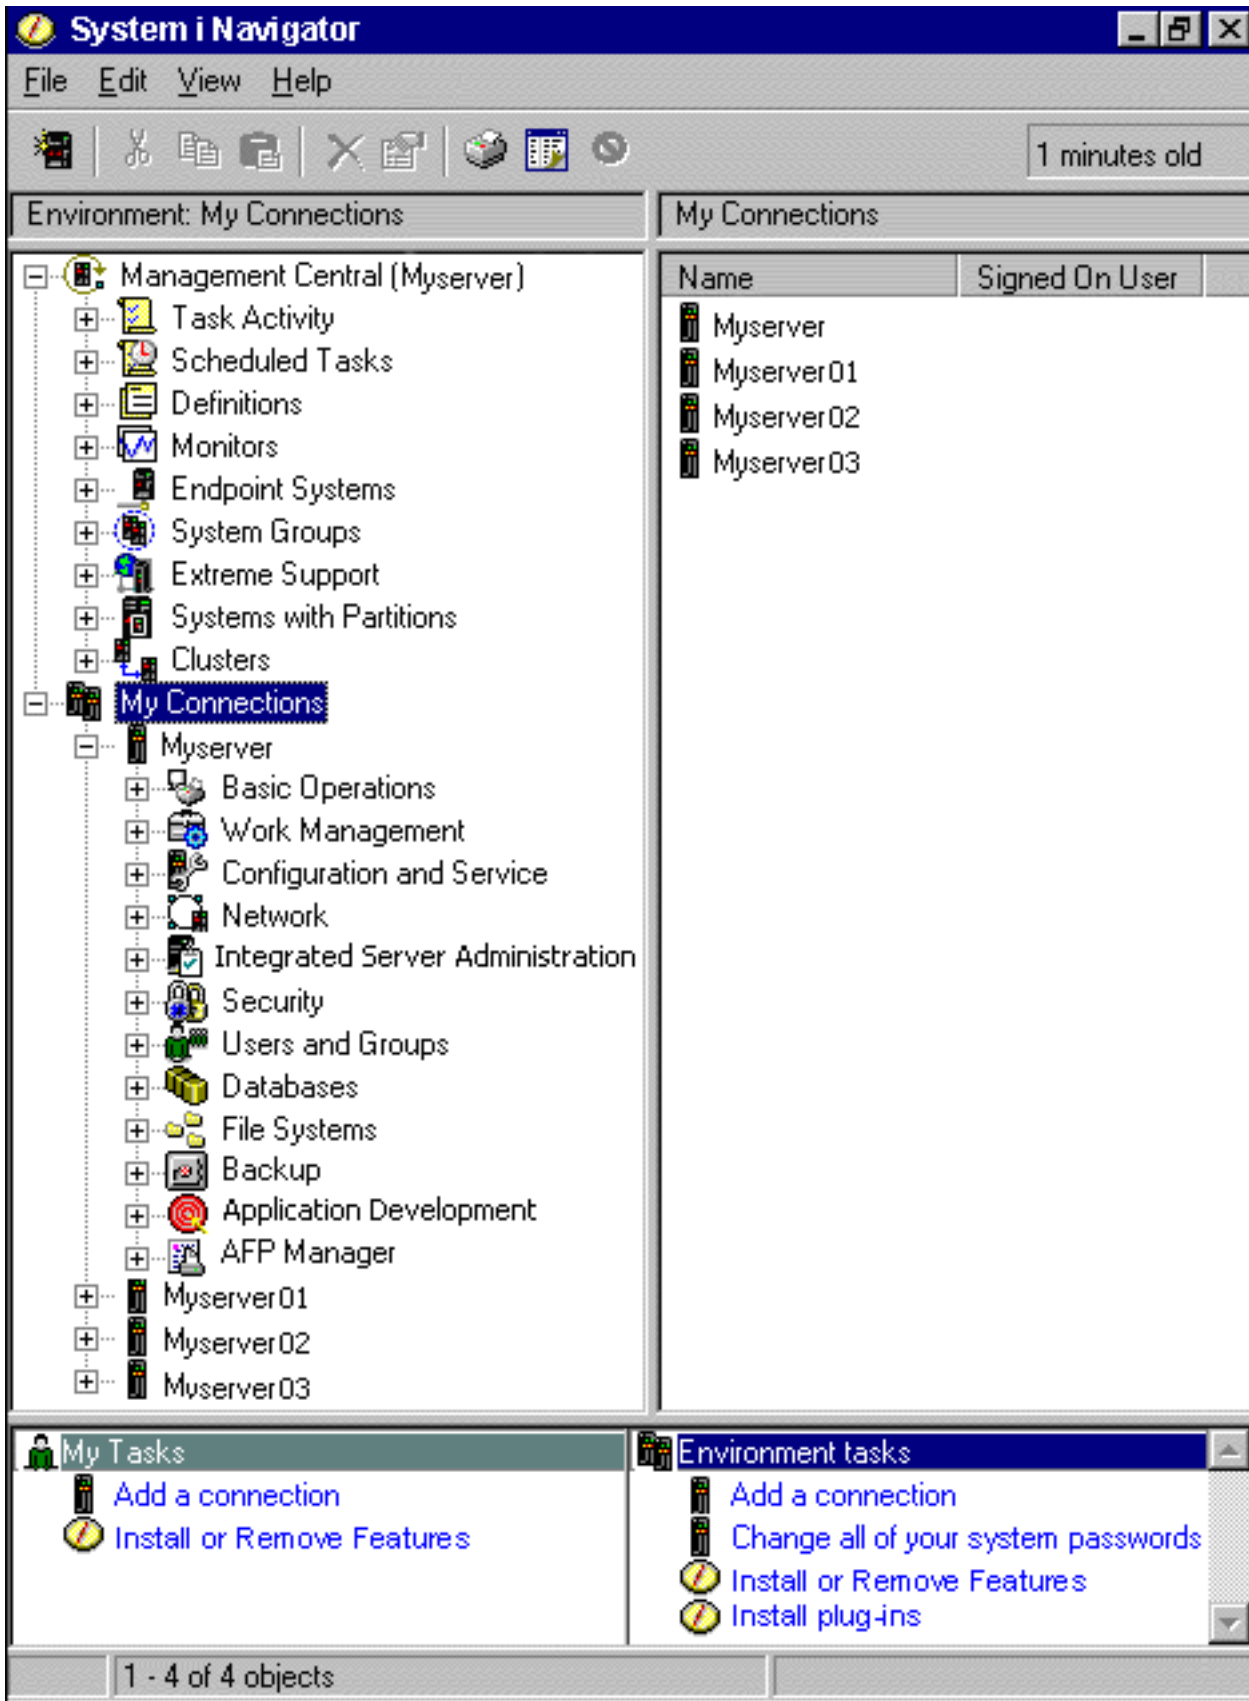 System i Navigator
File Edit View Help
1 minutes old
Environment: My Connections
My Connections
Management Central (Myserver)
Task Activity
Scheduled Tasks
Definitions
Monitors
Endpoint Systems
System Groups
Extreme Support
Systems with Partitions
Clusters
My Connections
Myserver
Basic Operations
Work Management
Configuration and Service
Network
Integrated Server Administration
Security
Users and Groups
Databases
File Systems
Backup
Application Development
AFP Manager
Myserver01
Myserver02
Myserver03
Name Signed On User
Myserver
Myserver01
Myserver02
Myserver03
My Tasks
Add a connection
Install or Remove Features
Environment tasks
Add a connection
Change all of your system passwords
Install or Remove Features
Install plug-ins
1 - 4 of 4 objects